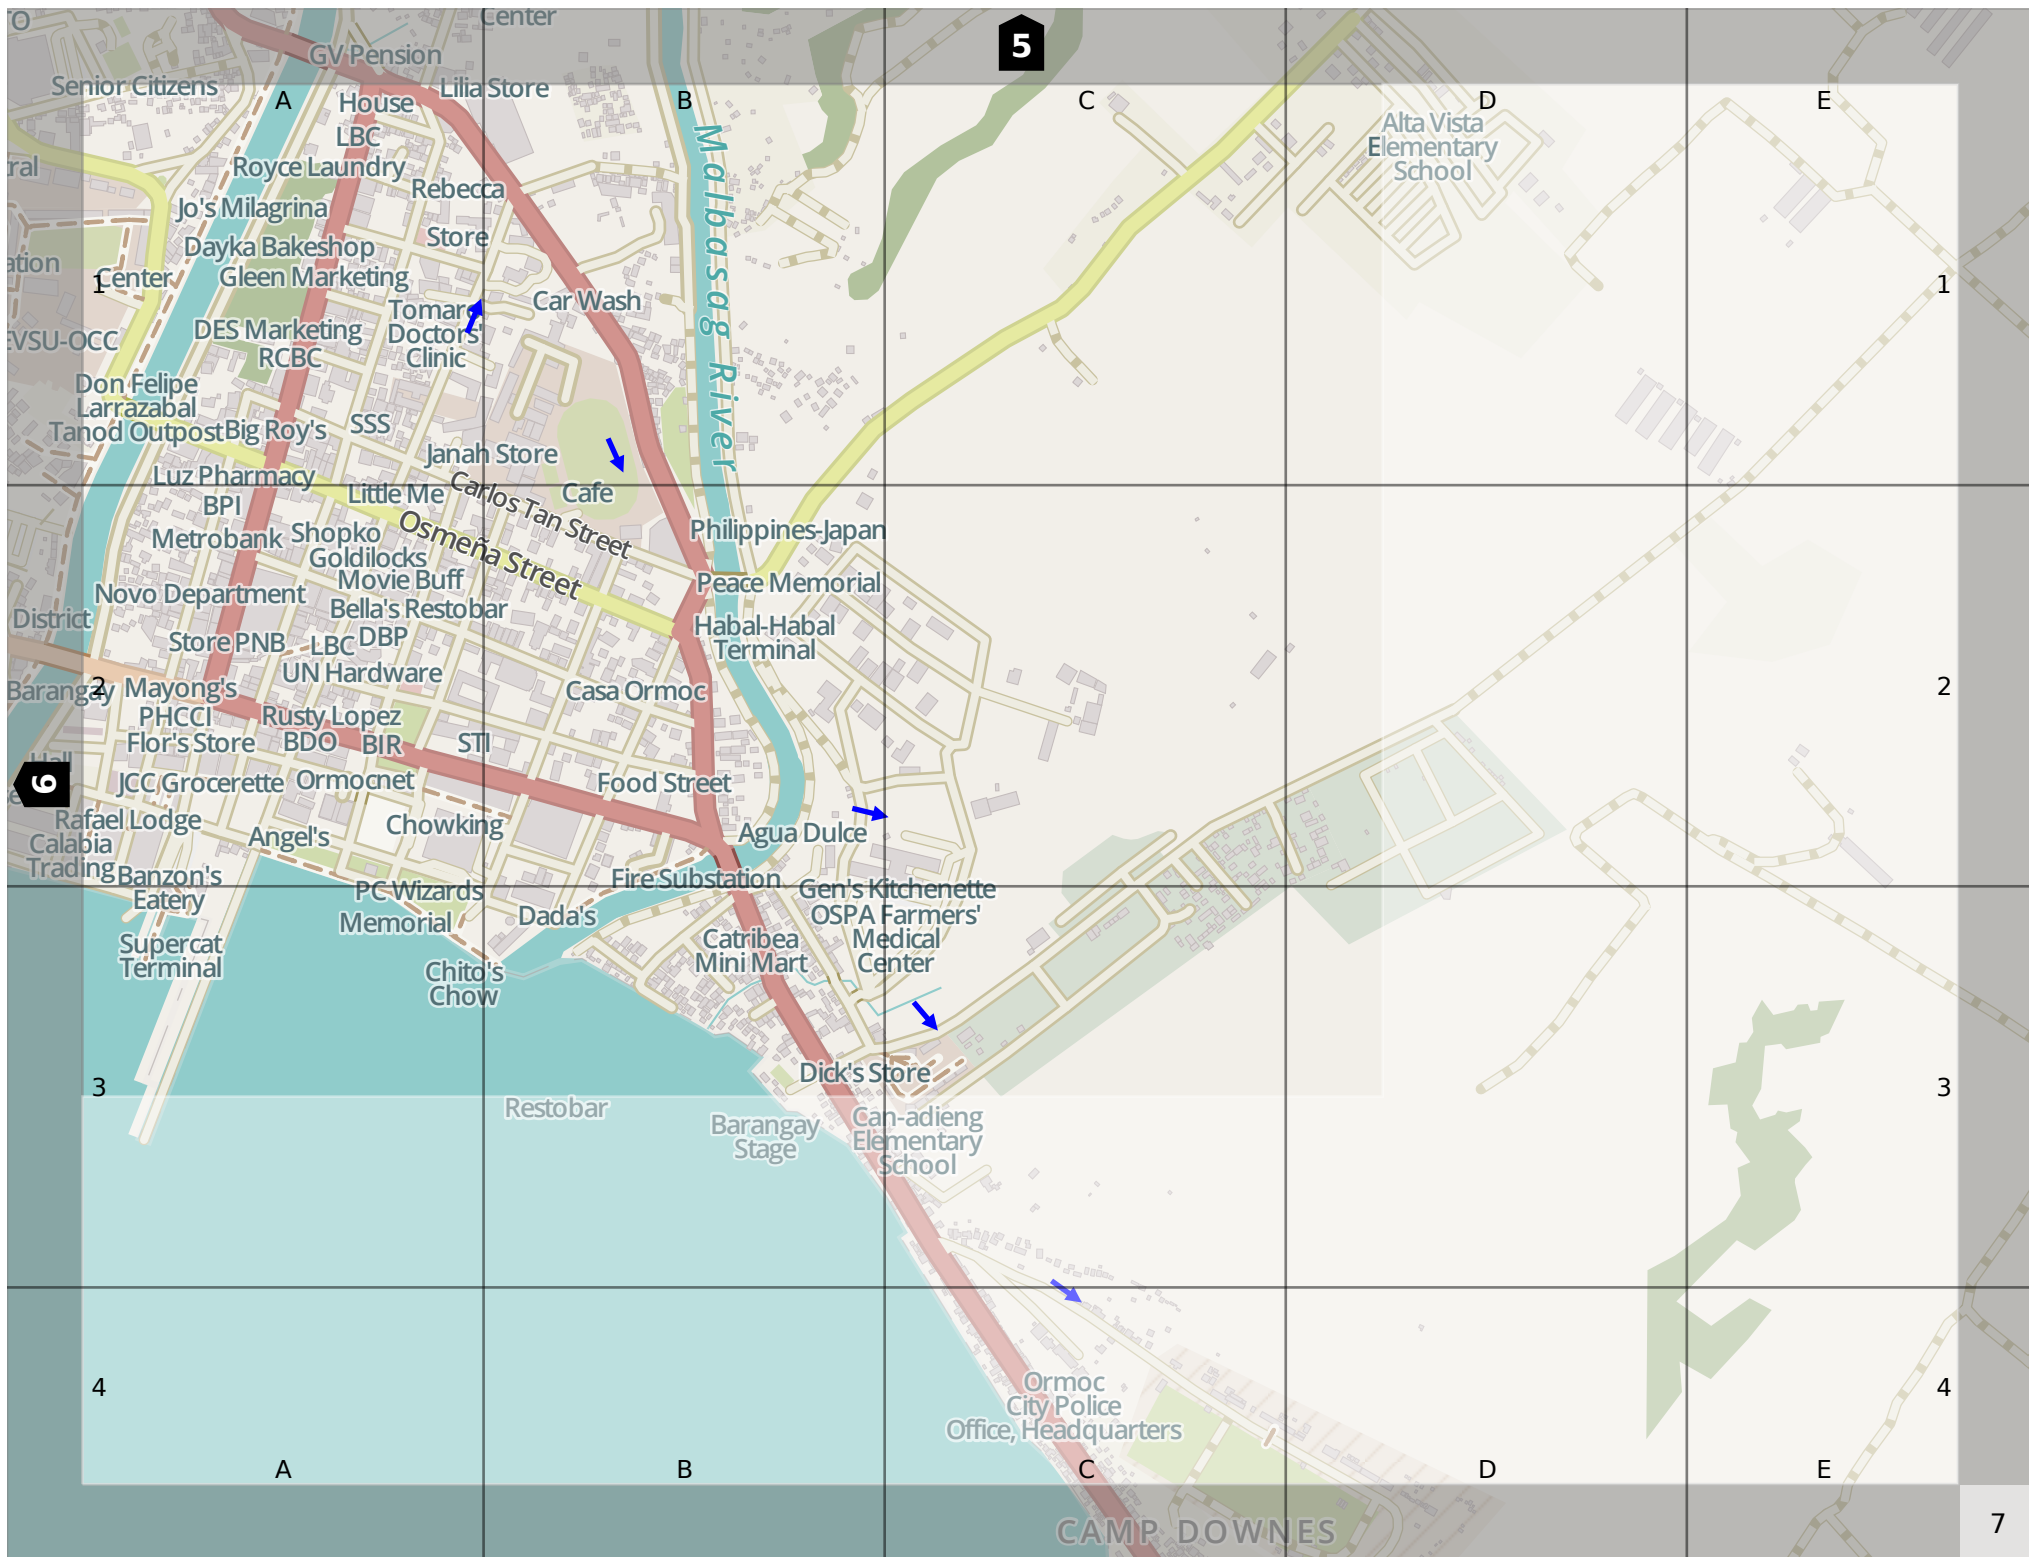 TO
Center
5
GV Pension
Senior Citizens
Lilia Store
A
House
B
C
D
E
LBC
Alta Vista
Elementary
School
Royce Laundry
tral
Rebecca
Malbasag River
Jo's Milagrina
Store
Dayka Bakeshop
ation
Center
Gleen Marketing
1
1
Car Wash
Tomaro
Doctors'
Clinic
DES Marketing
EVSU-OCC
RCBC
Don Felipe
Larrazabal
Tanod Outpost
Big Roy's
SSS
Janah Store
Luz Pharmacy
Little Me
Carlos Tan Street
Cafe
BPI
Osmeña Street
Metrobank
Shopko
Philippines-Japan
Goldilocks
Movie Buff
Peace Memorial
Novo Department
Bella's Restobar
District
Habal-Habal
Terminal
Store
PNB
LBC
DBP
UN Hardware
Barangay
2
Mayong's
Casa Ormoc
2
PHCCI
Rusty Lopez
Flor's Store
BDO
BIR
STI
Hall
6
JCC Grocerette
Ormocnet
Food Street
Rafael Lodge
Angel's
Chowking
Agua Dulce
Calabia
Trading
Banzon's
Eatery
Fire Substation
PC Wizards
Gen's Kitchenette
Memorial
Dada's
OSPA Farmers'
Medical
Center
Catribea
Mini Mart
Supercat
Terminal
Chito's
Chow
Dick's Store
3
3
Restobar
Barangay
Stage
Can-adieng
Elementary
School
4
4
Ormoc
City Police
Office, Headquarters
A
B
C
D
E
CAMP DOWNES
7